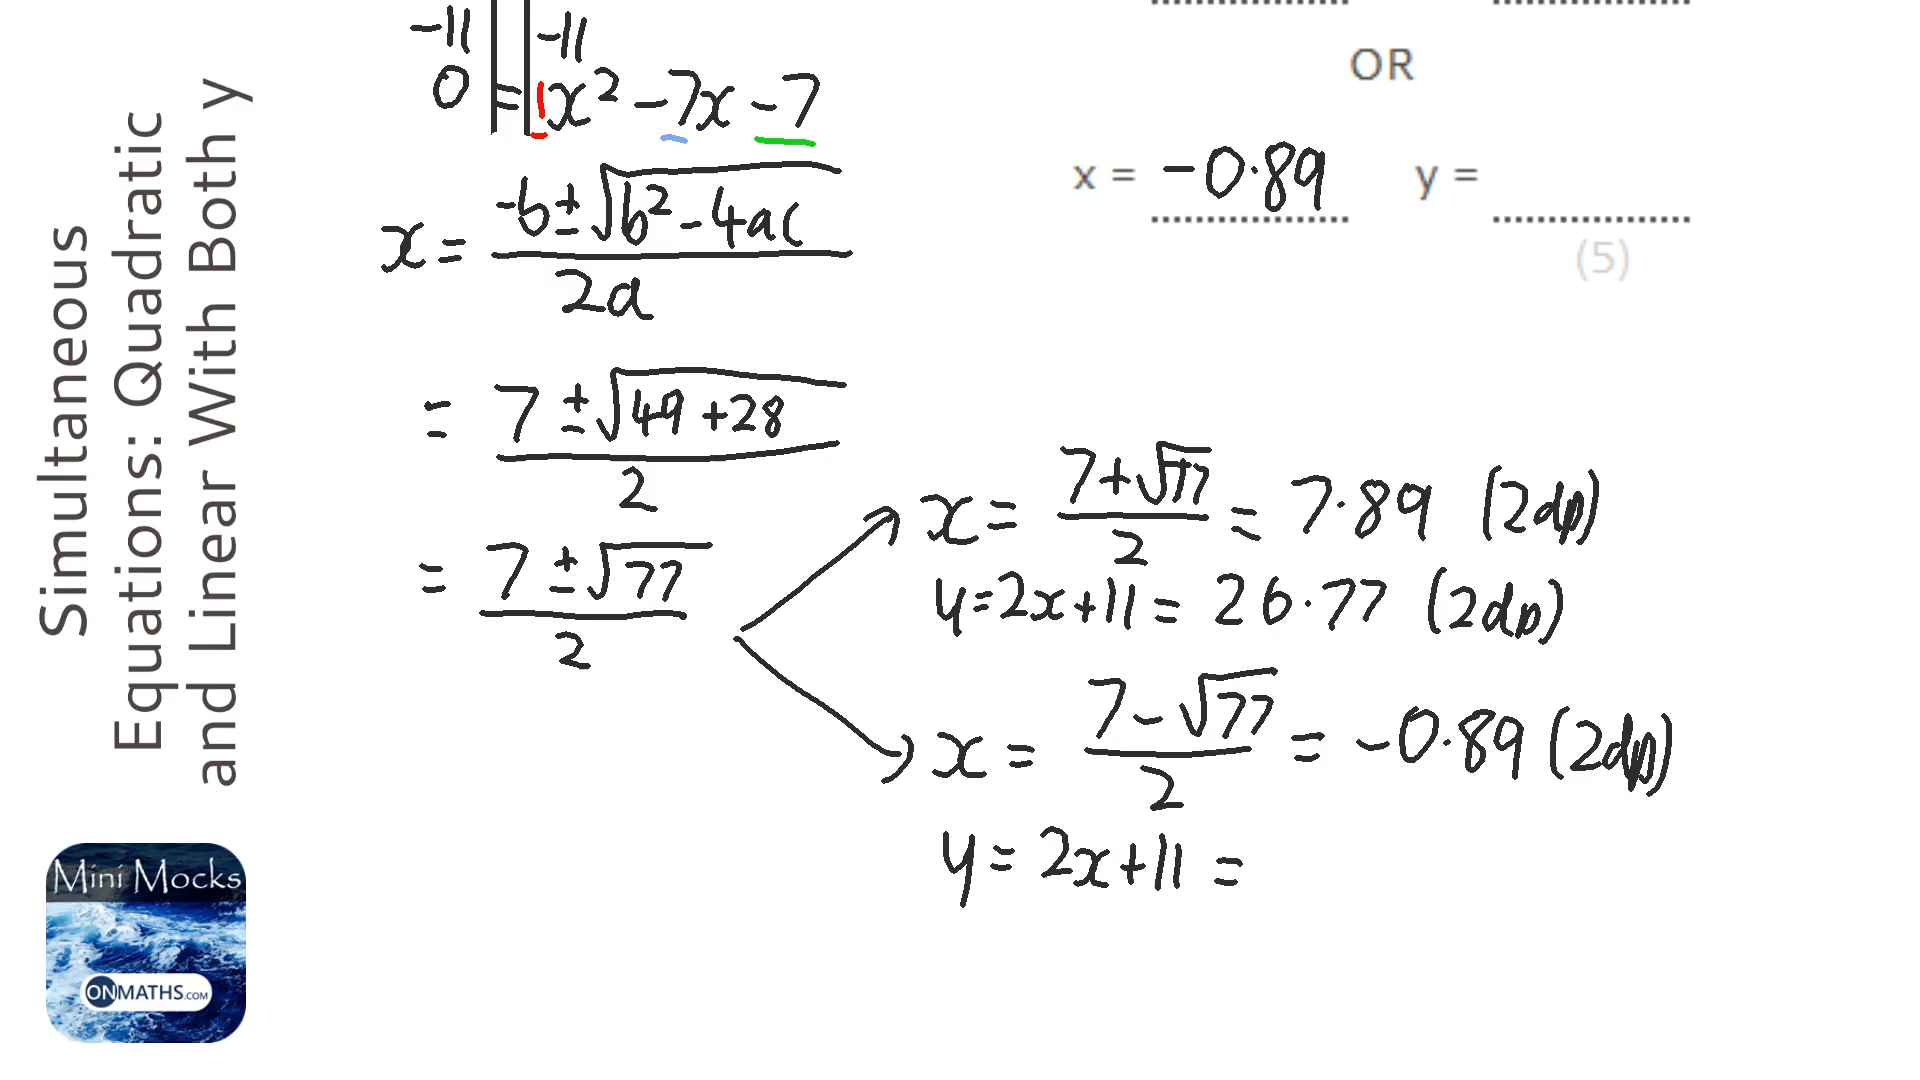 Simultaneous
Equations: Quadratic
and Linear With Both y
Mini Mocks
ONMATHS.COM
-11 -11
0 = 1x² - 7x - 7
x = (-b ± √(b² - 4ac)) / 2a
= (7 ± √(49 + 28)) / 2
= (7 ± √77) / 2
OR
x = -0.89 y =
(5)
x = (7 + √77) / 2 = 7.89 (2dp)
y = 2x + 11 = 26.77 (2dp)
x = (7 - √77) / 2 = -0.89 (2dp)
y = 2x + 11 =